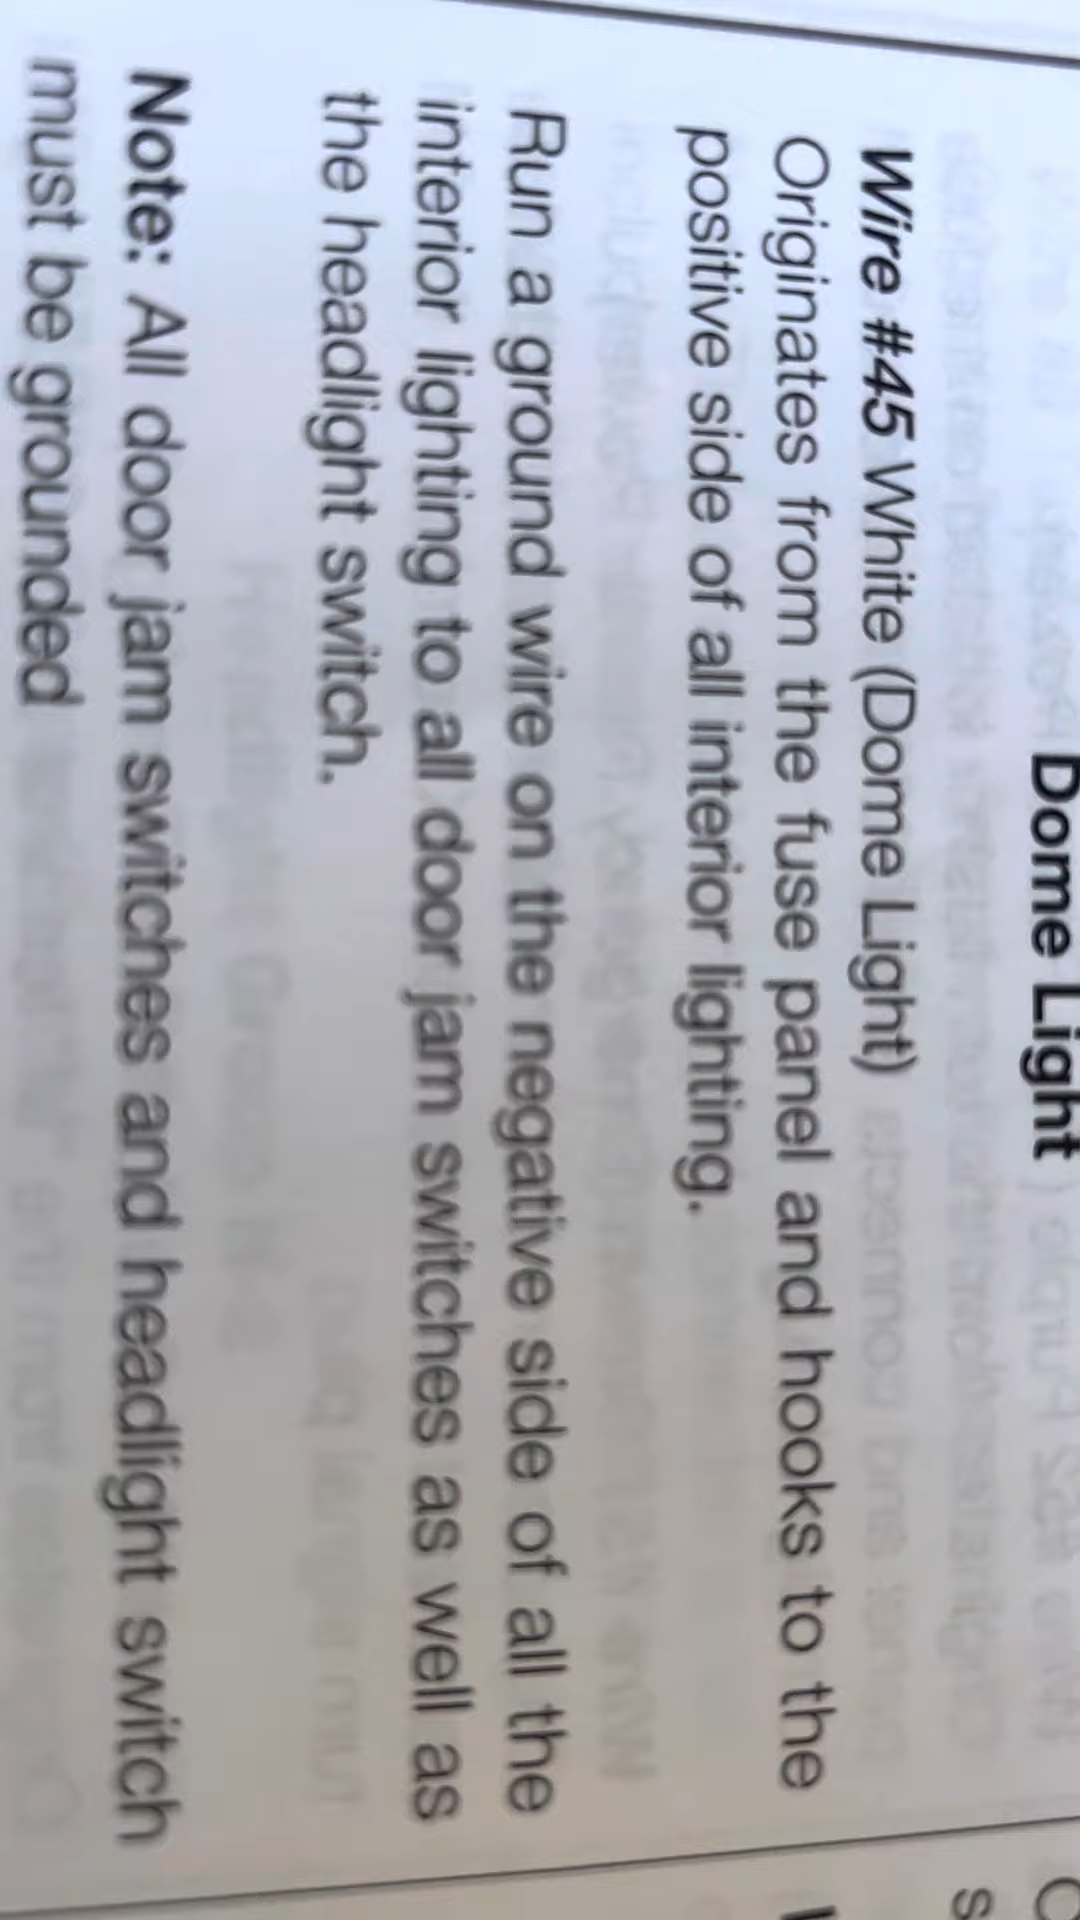 Dome Light
Wire #45 White (Dome Light)
Originates from the fuse panel and hooks to the
positive side of all interior lighting.
Run a ground wire on the negative side of all the
interior lighting to all door jam switches as well as
the headlight switch.
Note: All door jam switches and headlight switch
must be grounded